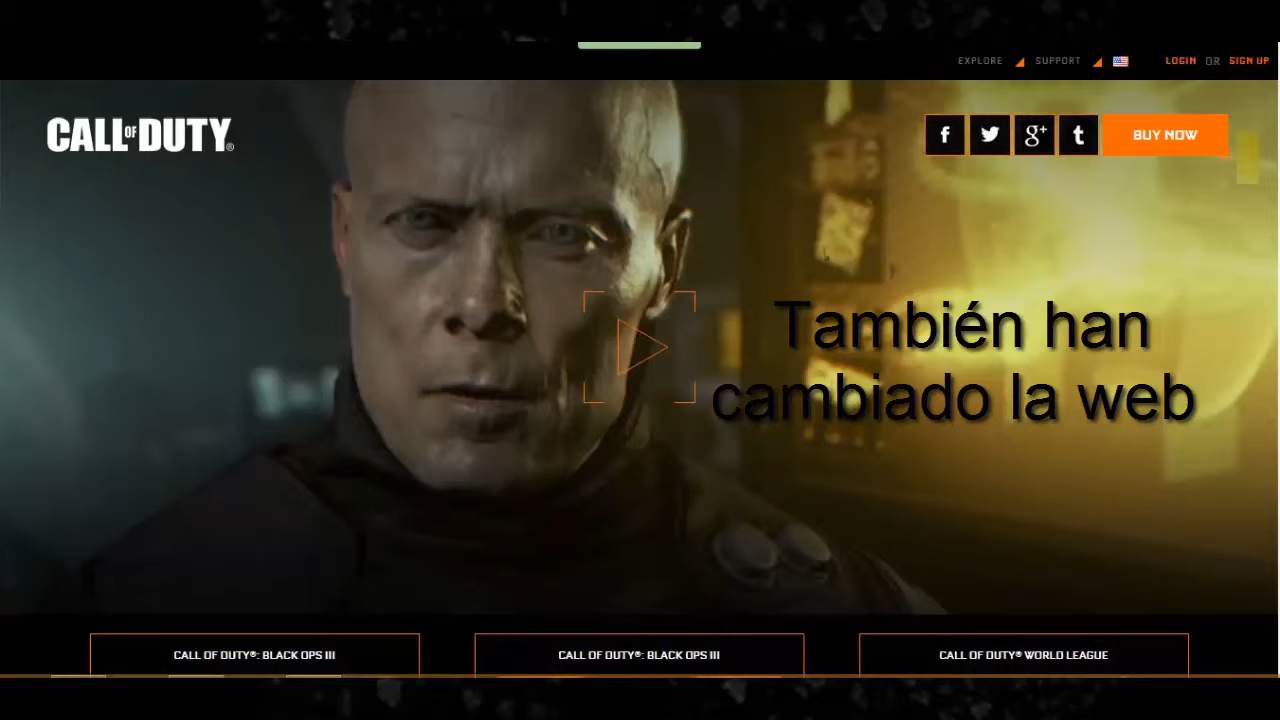 EXPLORE SUPPORT LOGIN OR SIGN UP
CALL OF DUTY®
f g+ t BUY NOW
También han
cambiado la web
CALL OF DUTY®: BLACK OPS III
CALL OF DUTY®: BLACK OPS III
CALL OF DUTY® WORLD LEAGUE